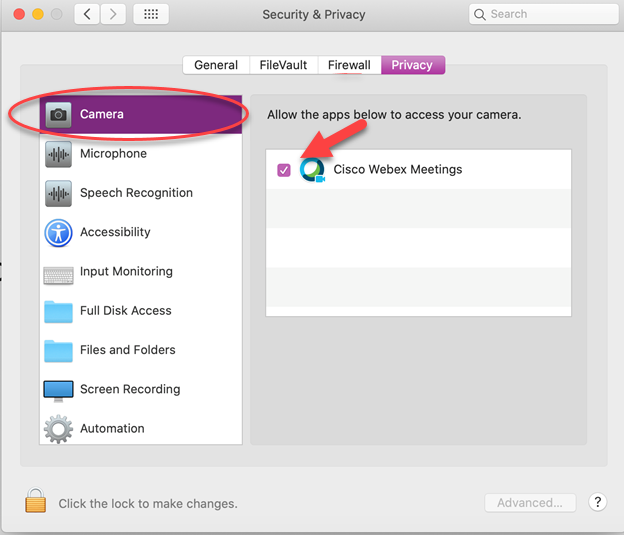 Security & Privacy
Search
General
FileVault
Firewall
Privacy
Camera
Microphone
Speech Recognition
Accessibility
Input Monitoring
Full Disk Access
Files and Folders
Screen Recording
Automation
Allow the apps below to access your camera.
Cisco Webex Meetings
Click the lock to make changes.
Advanced...
?